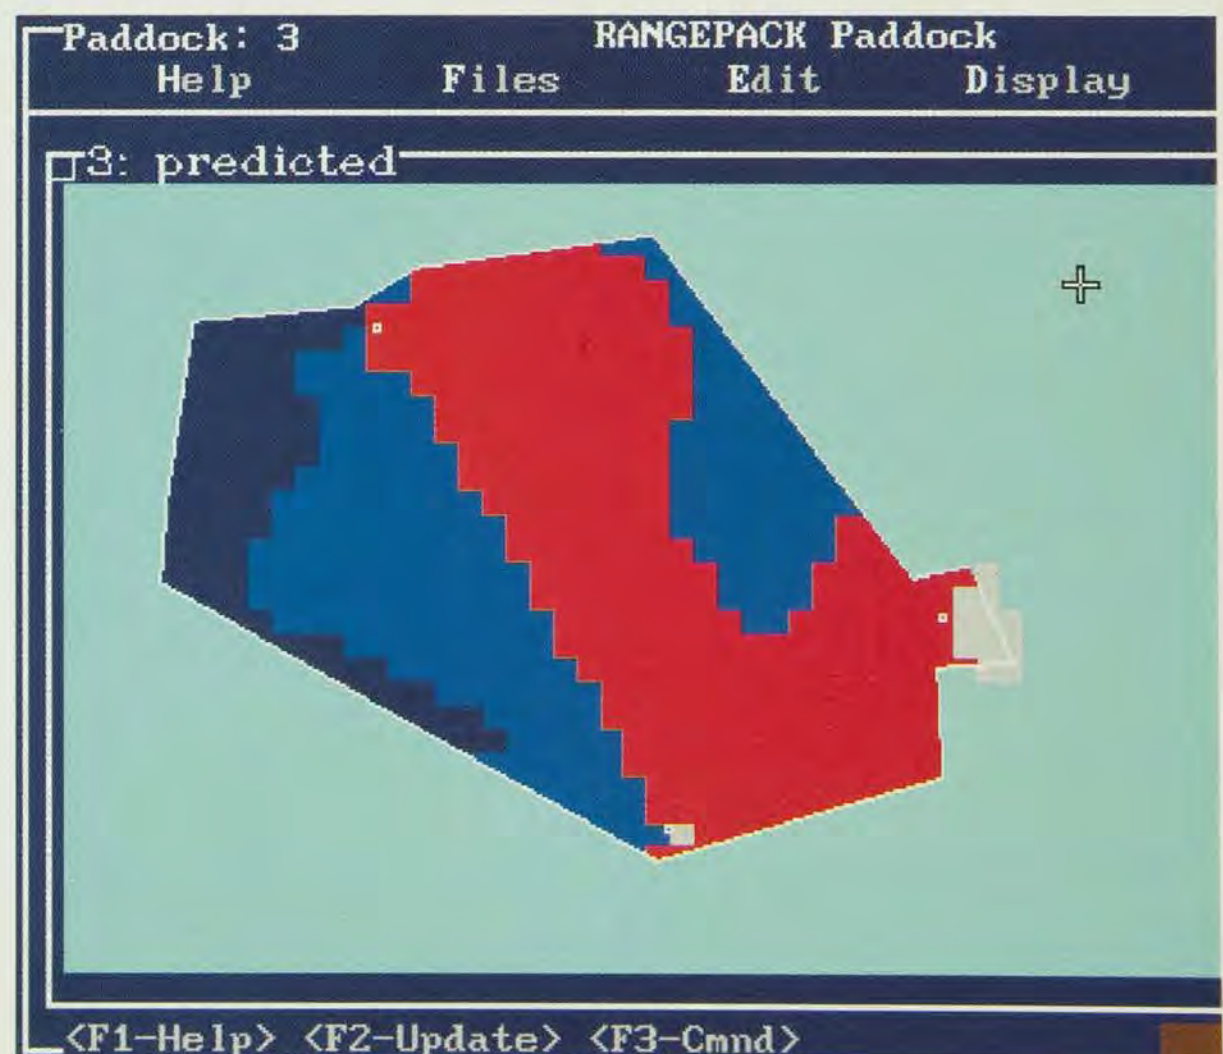 Paddock: 3 RANGEPACK Paddock
Help Files Edit Display
3: predicted
<F1-Help> <F2-Update> <F3-Cmnd>